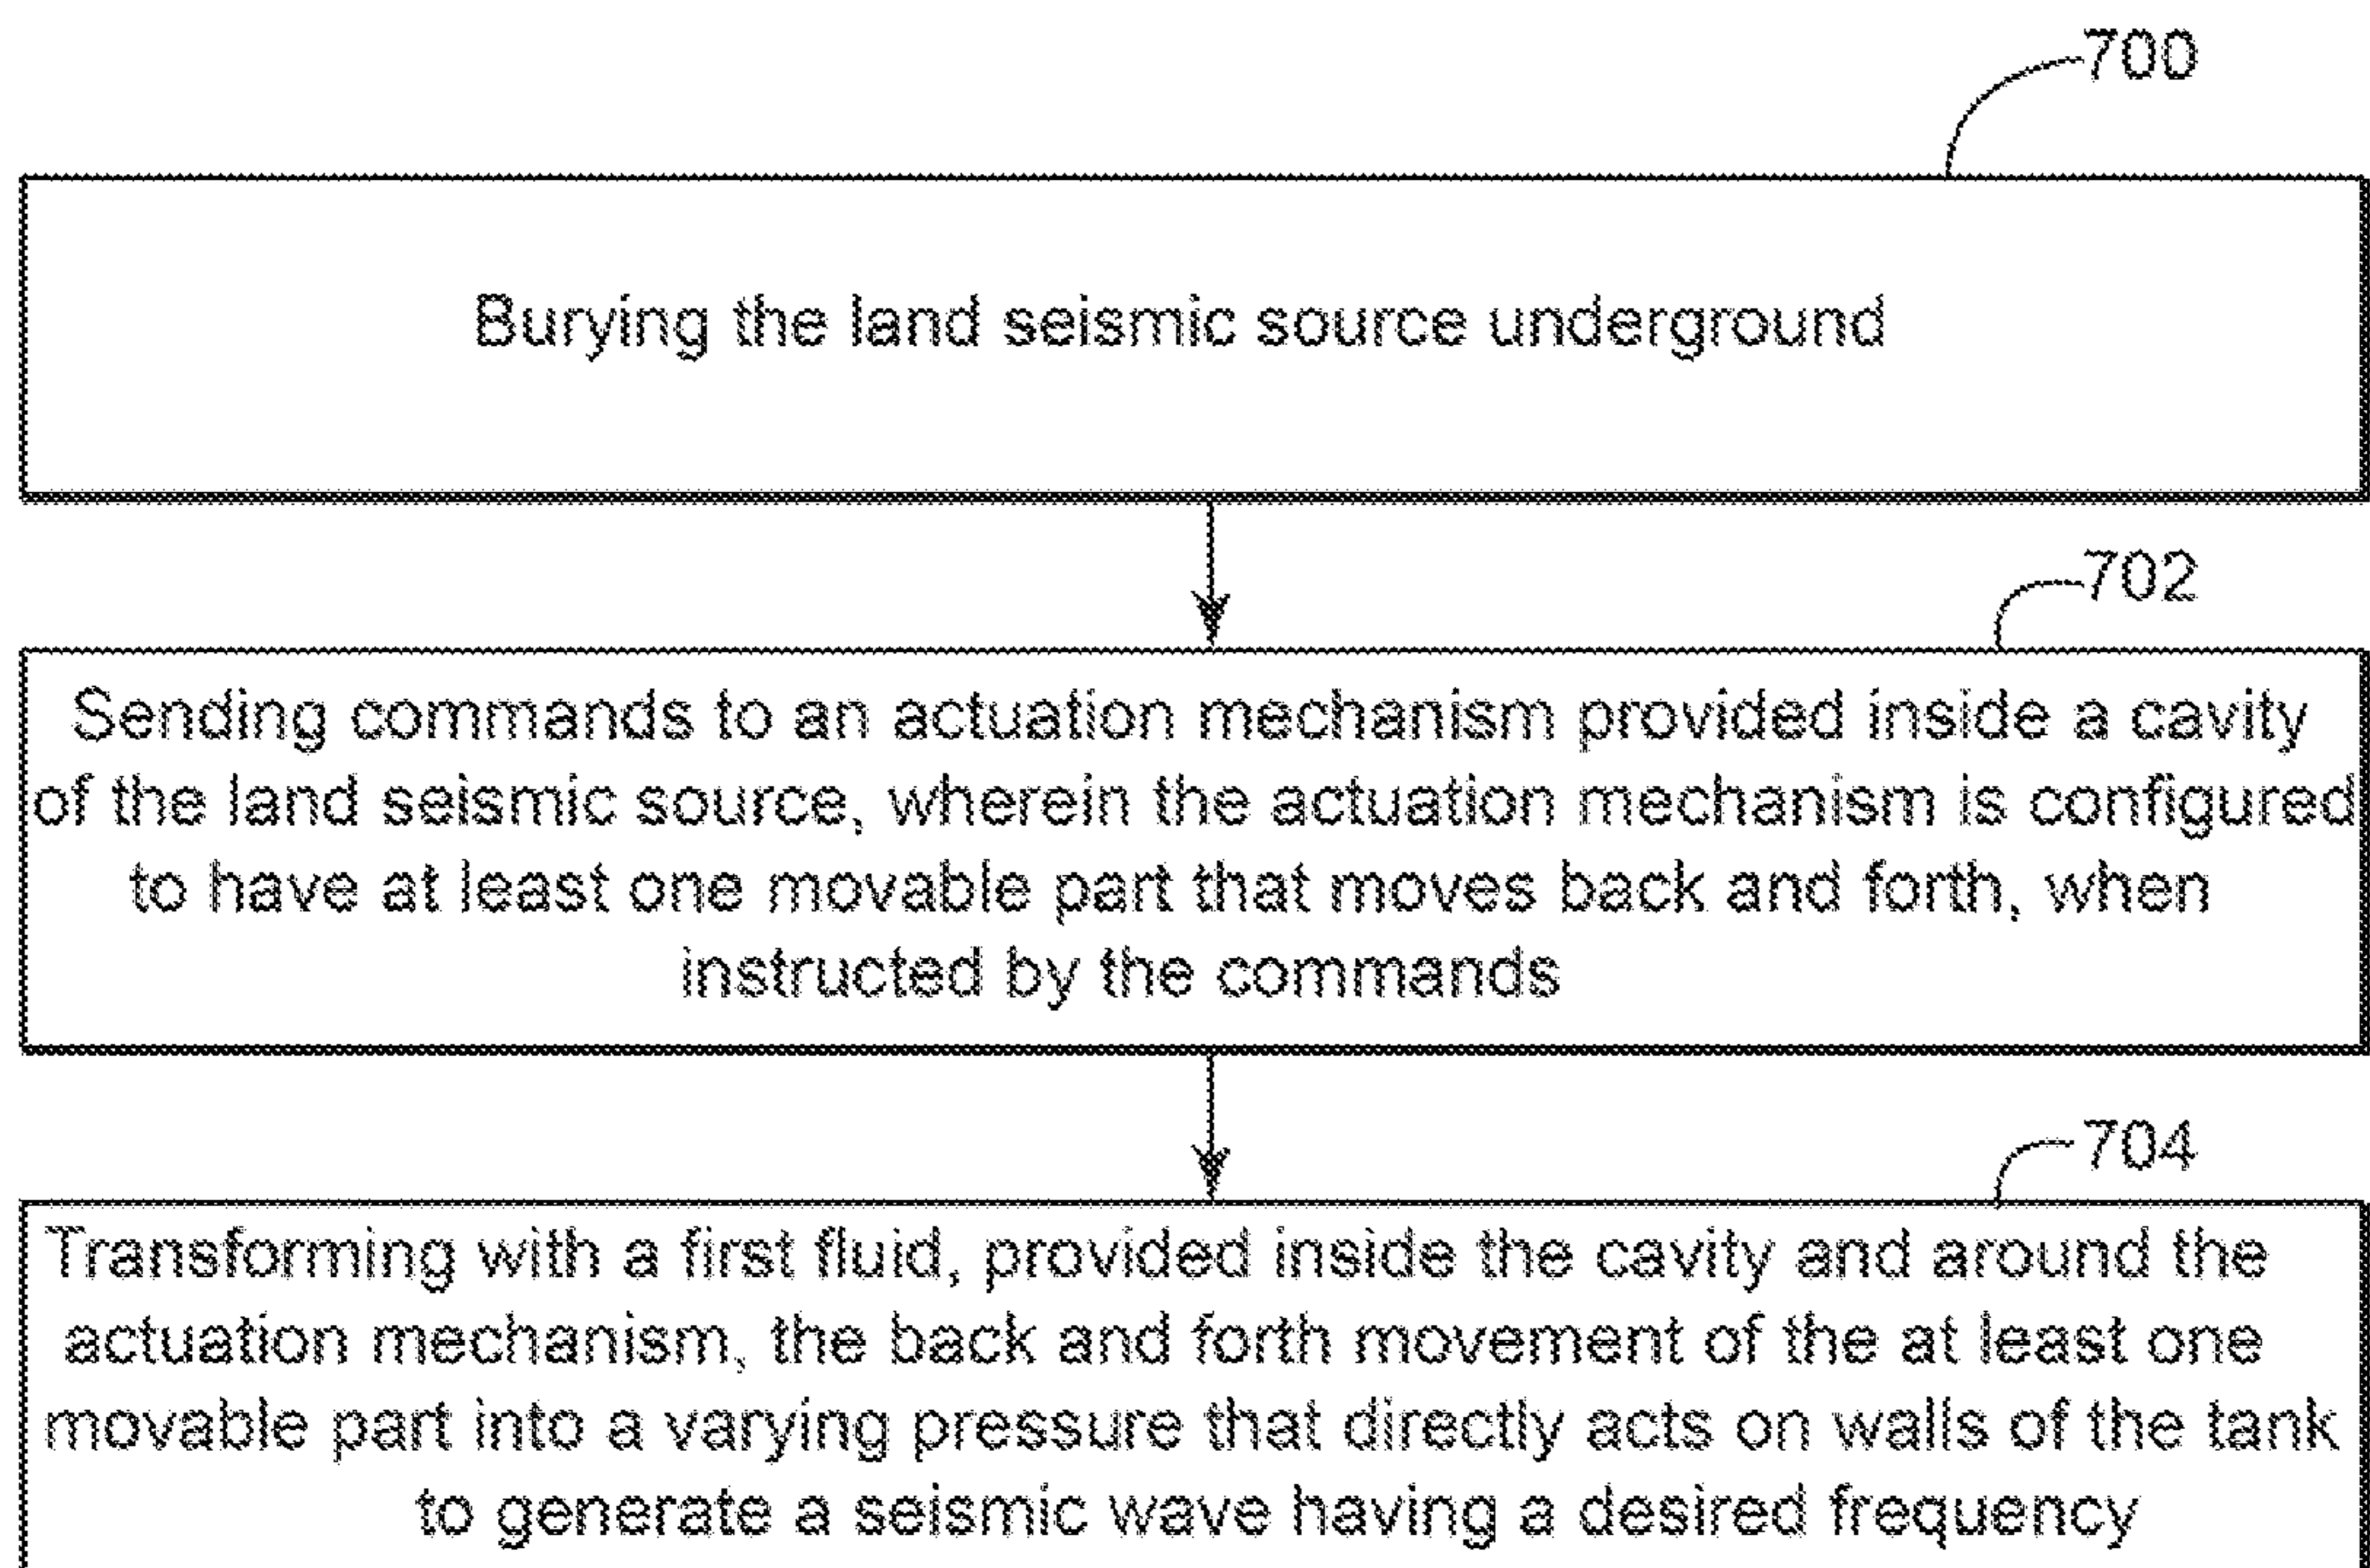 700
Burying the land seismic source underground
702
Sending commands to an actuation mechanism provided inside a cavity
of the land seismic source, wherein the actuation mechanism is configured
to have at least one movable part that moves back and forth, when
instructed by the commands
704
Transforming with a first fluid, provided inside the cavity and around the
actuation mechanism, the back and forth movement of the at least one
movable part into a varying pressure that directly acts on walls of the tank
to generate a seismic wave having a desired frequency